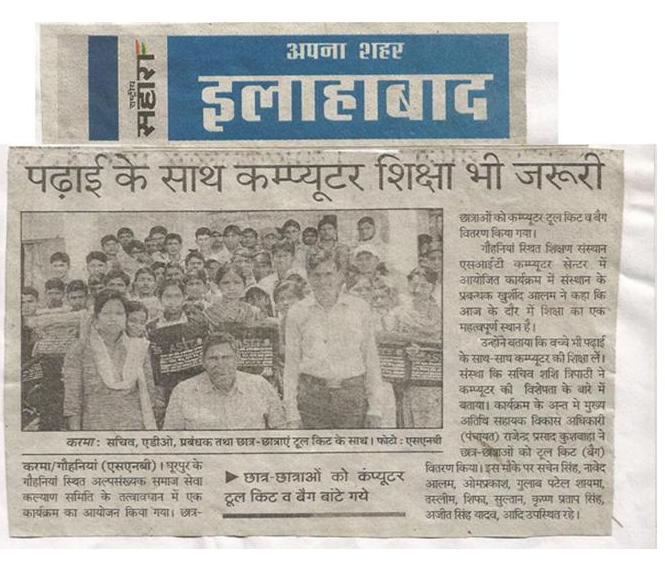 राष्ट्रीय
सहारा
अपना शहर
इलाहाबाद
पढ़ाई के साथ कम्प्यूटर शिक्षा भी जरूरी
करमा : सचिव, एडीओ, प्रबंधक तथा छात्र-छात्राएं टूल किट के साथ। फोटो : एसएनबी
करमा/गौहनियां (एसएनबी)। घूरपुर के
गौहनियां स्थित अल्पसंख्यक समाज सेवा
कल्याण समिति के तत्वावधान में एक
कार्यक्रम का आयोजन किया गया। छात्र-
▶ छात्र-छात्राओं को कंप्यूटर
टूल किट व बैग बांटे गये
छात्राओं को कम्प्यूटर टूल किट व बैग
वितरण किया गया।
गौहनियां स्थित शिक्षण संस्थान
एसआईटी कम्प्यूटर सेन्टर में
आयोजित कार्यक्रम में संस्थान के
प्रबन्धक खुर्शीद आलम ने कहा कि
आज के दौर में शिक्षा का एक
महत्वपूर्ण स्थान है।
उन्होंने बताया कि बच्चे भी पढ़ाई
के साथ-साथ कम्प्यूटर की शिक्षा लें।
संस्था कि सचिव शशि त्रिपाठी ने
कम्प्यूटर की विशेषता के बारे में
बताया। कार्यक्रम के अन्त मे मुख्य
अतिथि सहायक विकास अधिकारी
(पंचायत) राजेन्द्र प्रसाद कुशवाहा ने
छात्र-छात्राओं को टूल किट (बैग)
वितरण किया। इस मौके पर सचेन सिंह, नावेद
आलम, ओमप्रकाश, गुलाब पटेल शायमा,
तस्लीम, शिफा, सुल्तान, कृष्ण प्रताप सिंह,
अजीत सिंह यादव, आदि उपस्थित रहे।